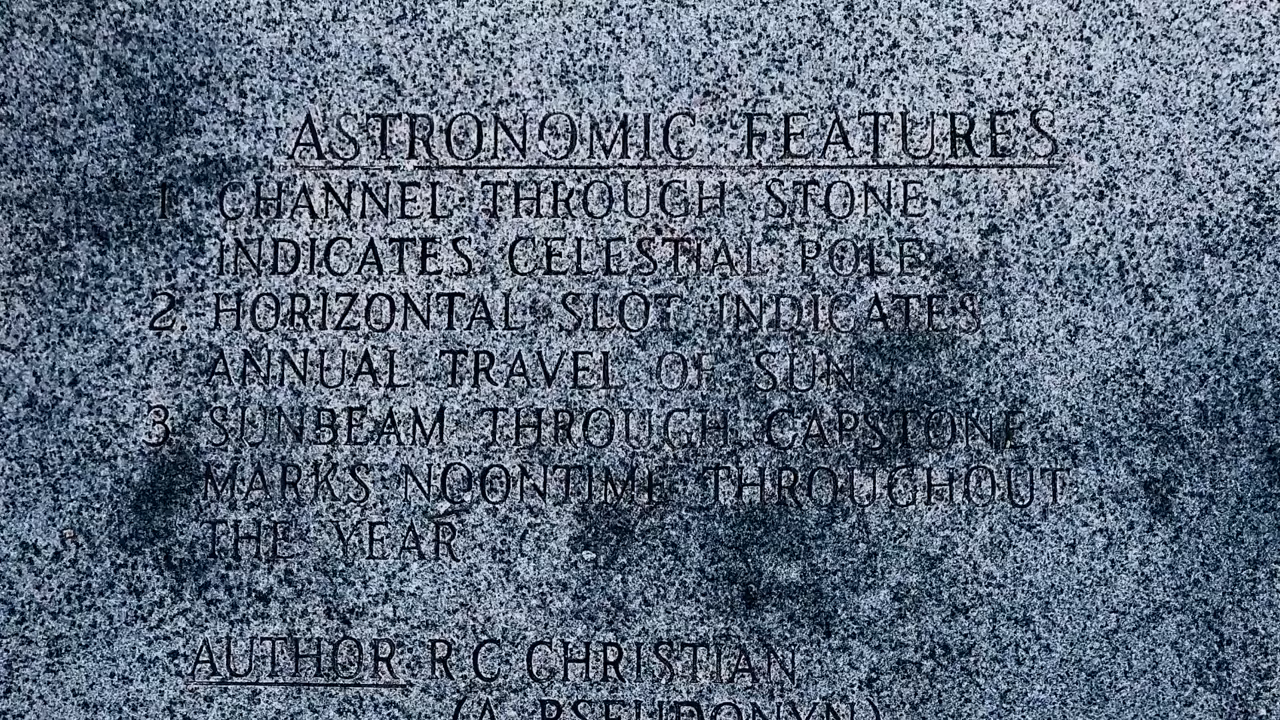 ASTRONOMIC FEATURES
1. CHANNEL THROUGH STONE
INDICATES CELESTIAL POLE
2. HORIZONTAL SLOT INDICATES
ANNUAL TRAVEL OF SUN
3. SUNBEAM THROUGH CAPSTONE
MARKS NOONTIME THROUGHOUT
THE YEAR
AUTHOR R C CHRISTIAN
(A PSEUDONYN)